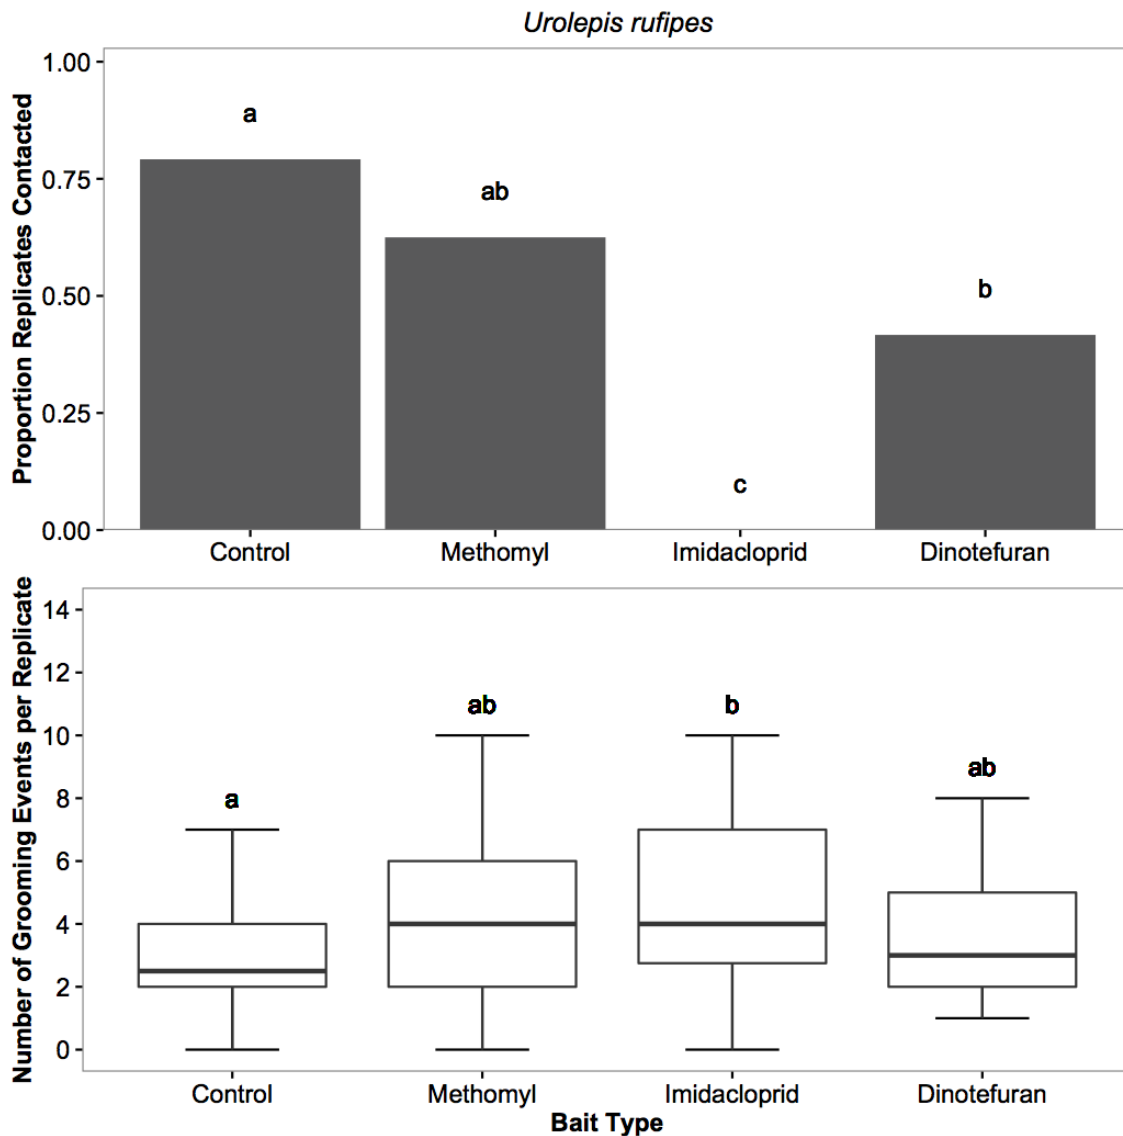 Urolepis rufipes
Proportion Replicates Contacted
1.00
0.75
0.50
0.25
0.00
a
ab
c
b
Control Methomyl Imidacloprid Dinotefuran
Number of Grooming Events per Replicate
14
12
10
8
6
4
2
0
a
ab
b
ab
Control Methomyl Imidacloprid Dinotefuran
Bait Type